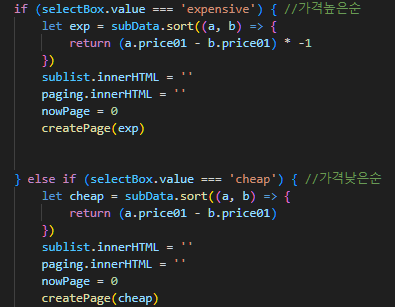 if (selectBox.value === 'expensive') { //가격높은순
let exp = subData.sort((a, b) => {
return (a.price01 - b.price01) * -1
})
sublist.innerHTML = ''
paging.innerHTML = ''
nowPage = 0
createPage(exp)
} else if (selectBox.value === 'cheap') { //가격낮은순
let cheap = subData.sort((a, b) => {
return (a.price01 - b.price01)
})
sublist.innerHTML = ''
paging.innerHTML = ''
nowPage = 0
createPage(cheap)